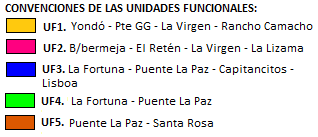 CONVENCIONES DE LAS UNIDADES FUNCIONALES:
UF1. Yondó - Pte GG - La Virgen - Rancho Camacho
UF2. B/bermeja - El Retén - La Virgen - La Lizama
UF3. La Fortuna - Puente La Paz - Capitancitos -
Lisboa
UF4. La Fortuna - Puente La Paz
UF5. Puente La Paz - Santa Rosa